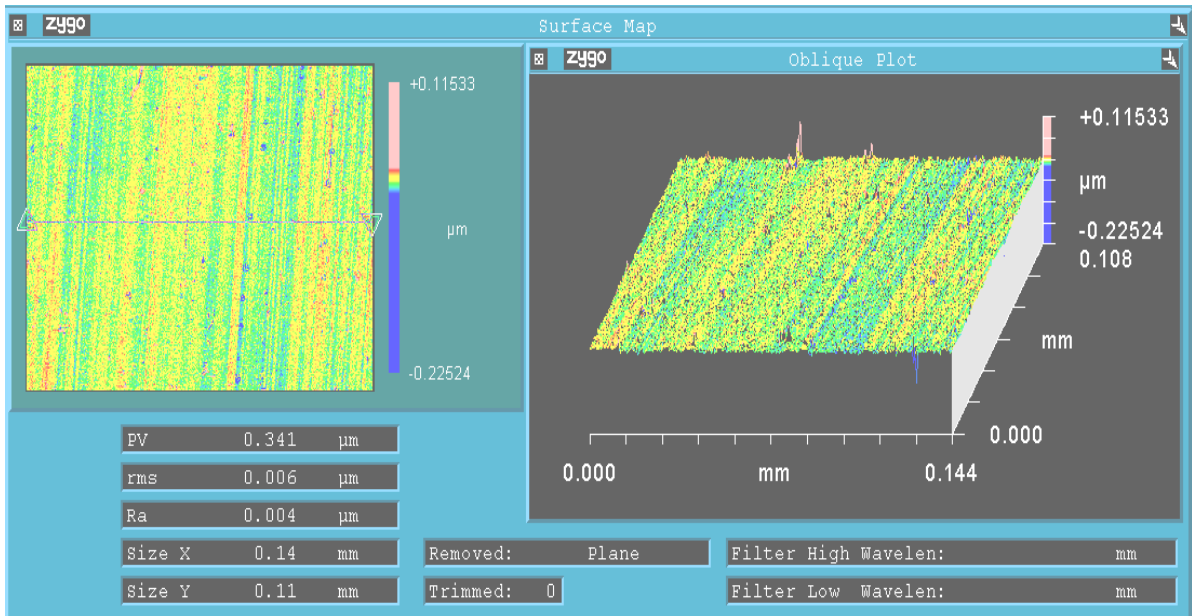 zygo Surface Map
+0.11533
µm
-0.22524
zygo Oblique Plot
+0.11533
µm
-0.22524
0.108
mm
0.000
0.000 mm 0.144
PV 0.341 µm
rms 0.006 µm
Ra 0.004 µm
Size X 0.14 mm
Size Y 0.11 mm
Removed: Plane
Trimmed: 0
Filter High Wavelen: mm
Filter Low Wavelen: mm